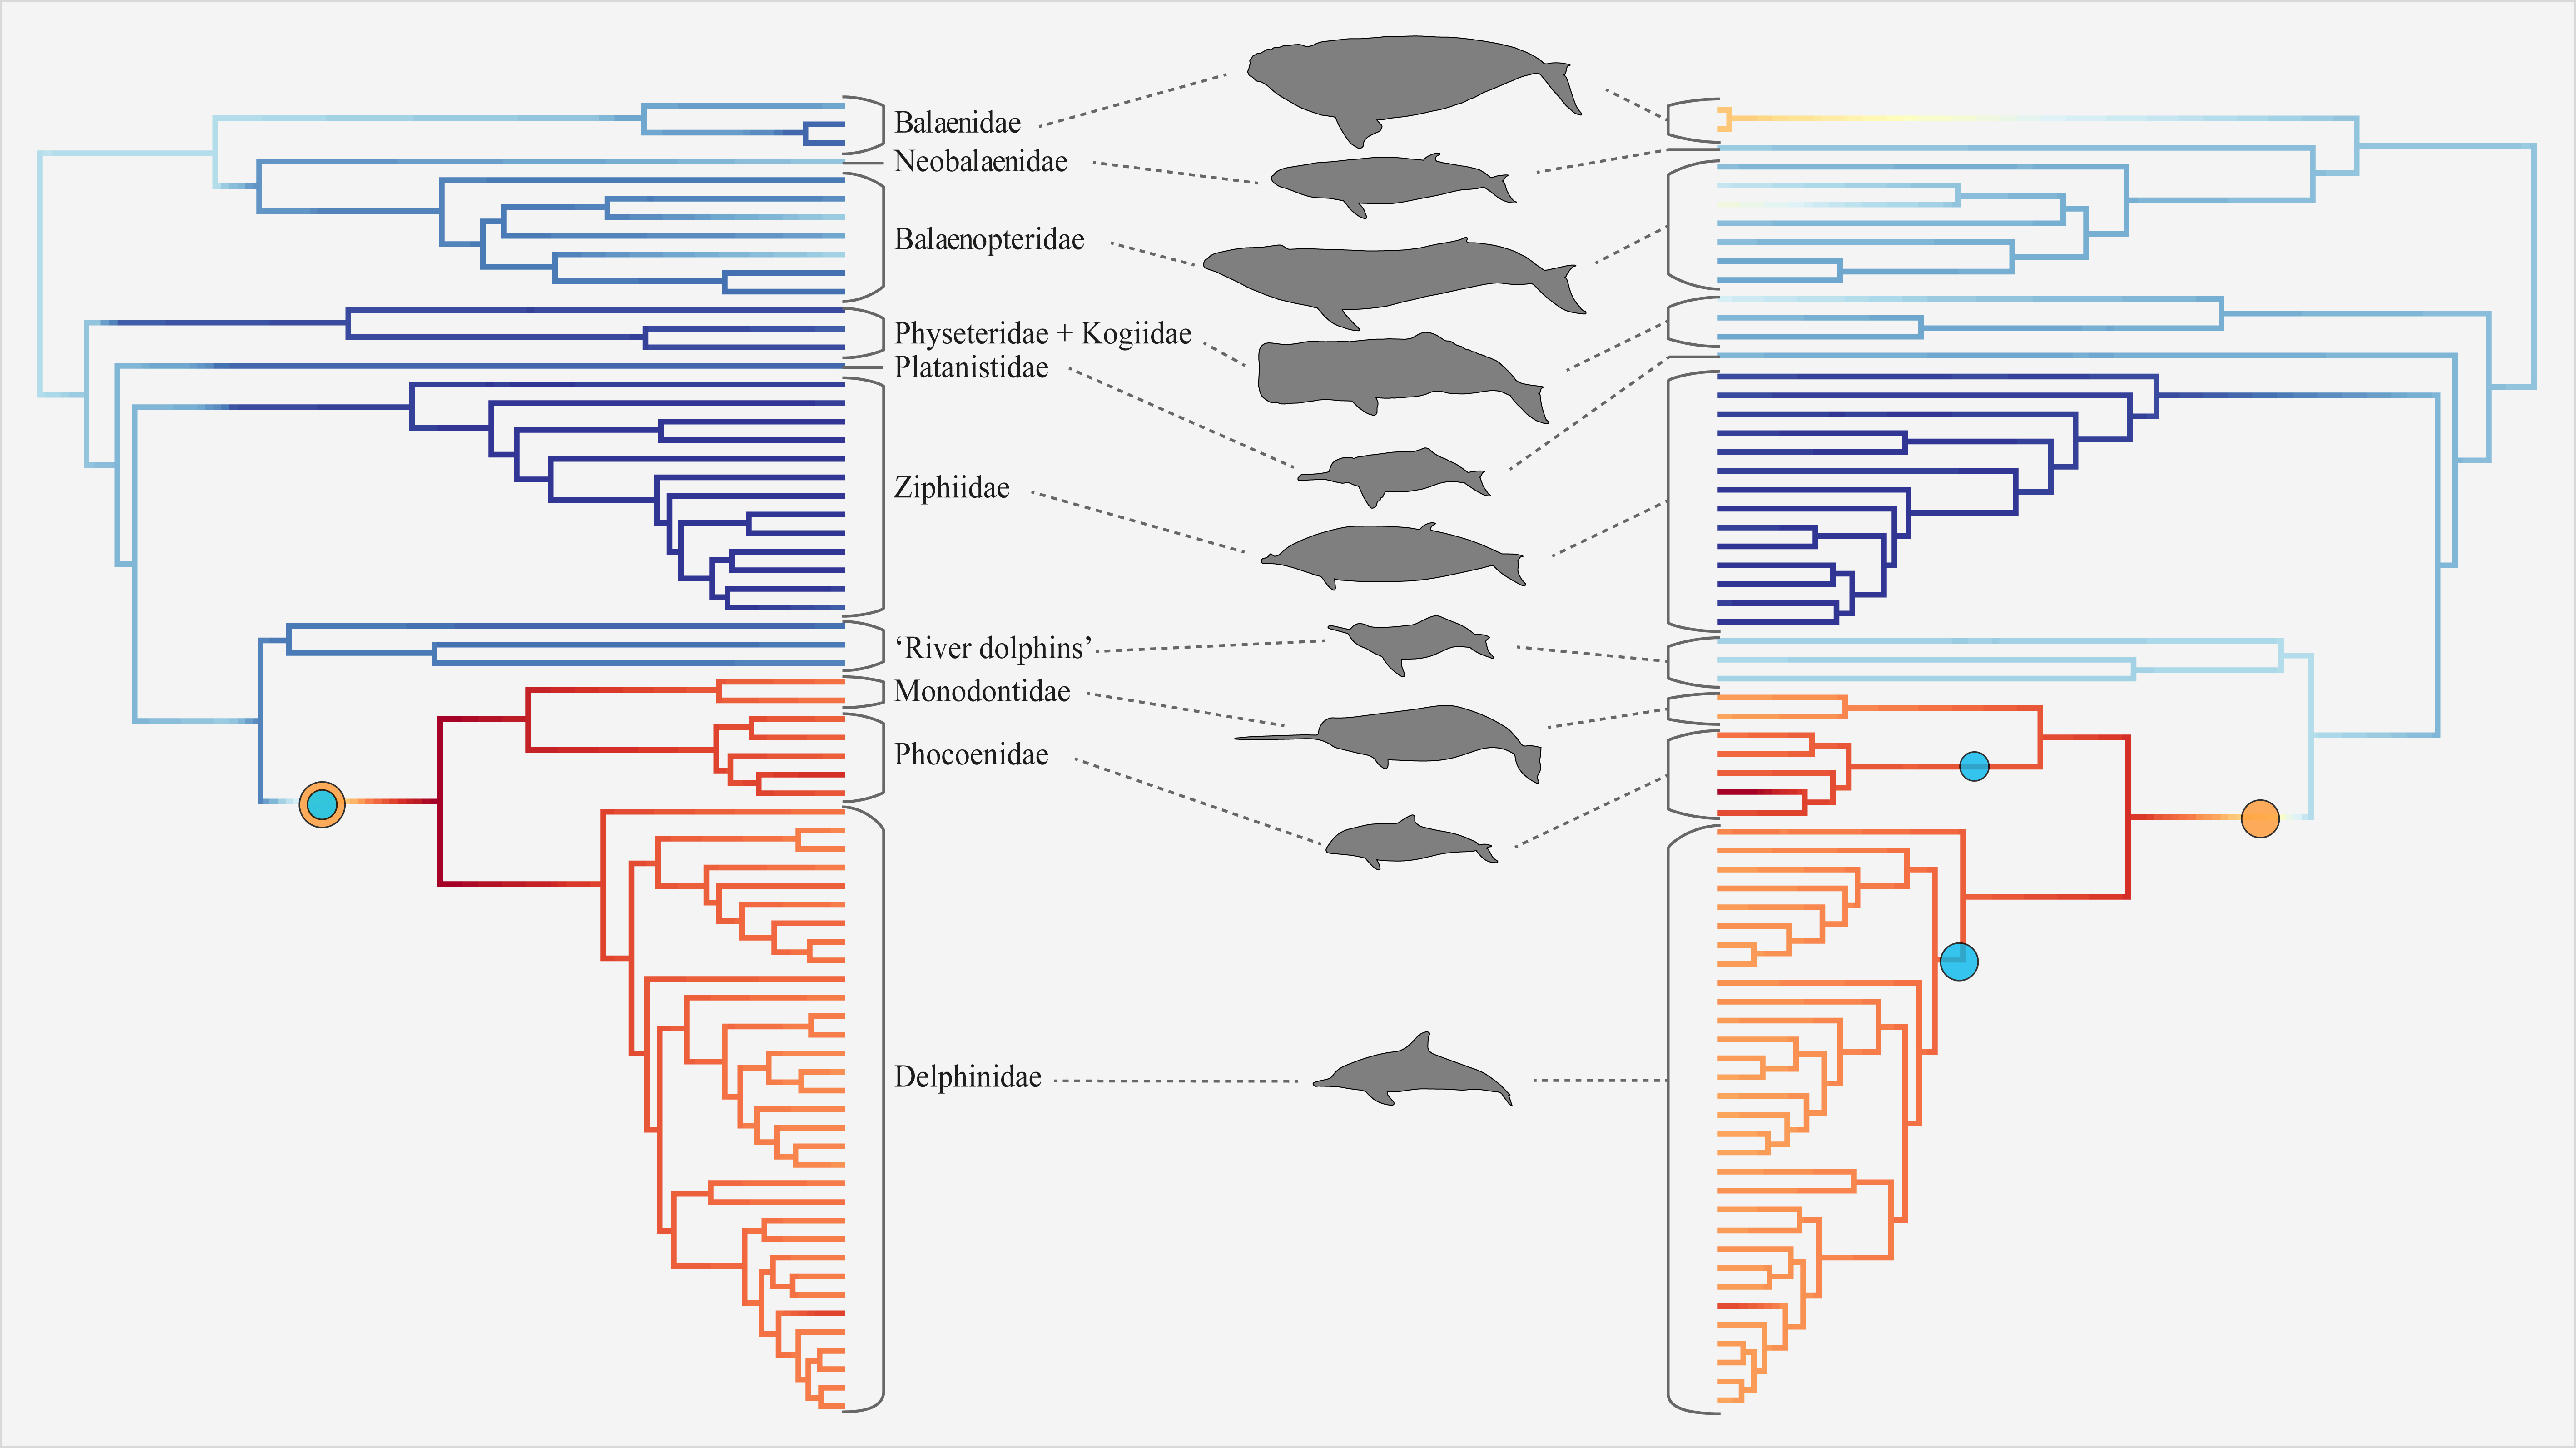 Balaenidae
Neobalaenidae
Balaenopteridae
Physeteridae + Kogiidae
Platanistidae
Ziphiidae
‘River dolphins’
Monodontidae
Phocoenidae
Delphinidae